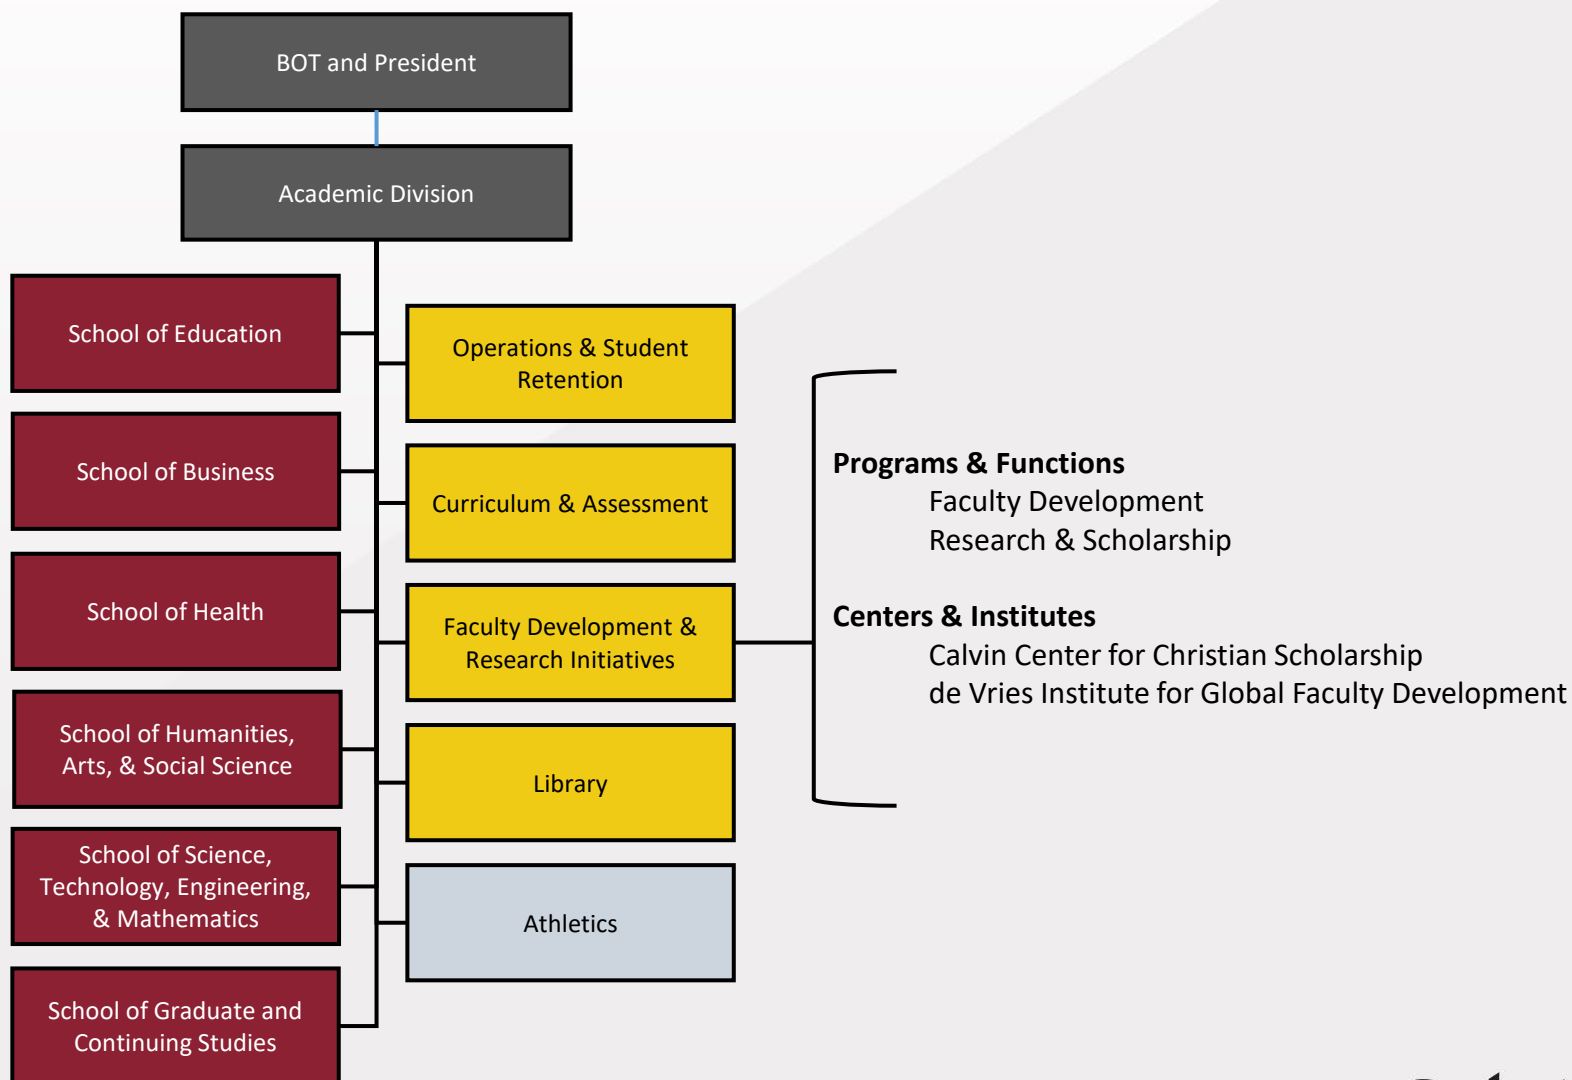 BOT and President
Academic Division
School of Education
School of Business
School of Health
School of Humanities,
Arts, & Social Science
School of Science,
Technology, Engineering,
& Mathematics
School of Graduate and
Continuing Studies
Operations & Student
Retention
Curriculum & Assessment
Faculty Development &
Research Initiatives
Library
Athletics
Programs & Functions
Faculty Development
Research & Scholarship
Centers & Institutes
Calvin Center for Christian Scholarship
de Vries Institute for Global Faculty Development